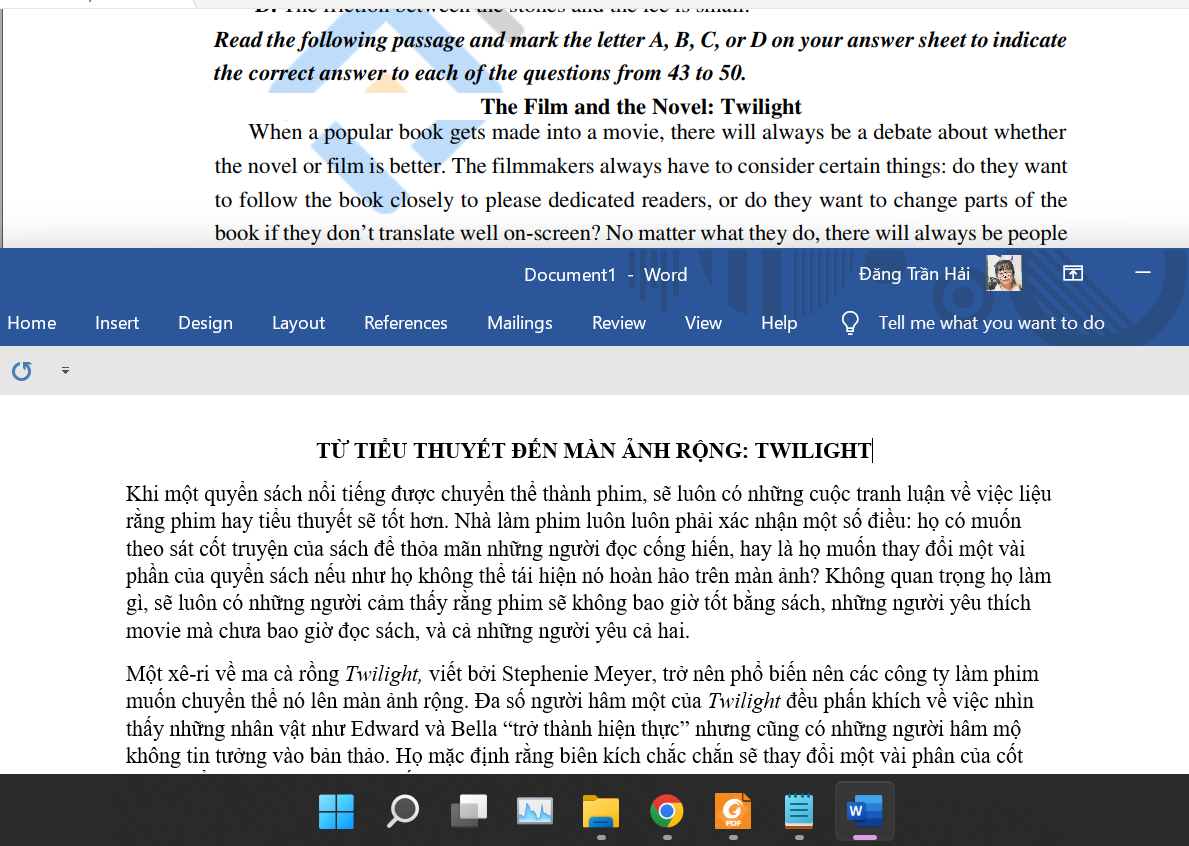 D. The friction between the stones and the ice is small.
Read the following passage and mark the letter A, B, C, or D on your answer sheet to indicate
the correct answer to each of the questions from 43 to 50.
The Film and the Novel: Twilight
When a popular book gets made into a movie, there will always be a debate about whether
the novel or film is better. The filmmakers always have to consider certain things: do they want
to follow the book closely to please dedicated readers, or do they want to change parts of the
book if they don't translate well on-screen? No matter what they do, there will always be people
Document1 - Word
Đăng Trần Hải
Home Insert Design Layout References Mailings Review View Help Tell me what you want to do
TỪ TIỂU THUYẾT ĐẾN MÀN ẢNH RỘNG: TWILIGHT
Khi một quyển sách nổi tiếng được chuyển thể thành phim, sẽ luôn có những cuộc tranh luận về việc liệu
rằng phim hay tiểu thuyết sẽ tốt hơn. Nhà làm phim luôn luôn phải xác nhận một số điều: họ có muốn
theo sát cốt truyện của sách để thỏa mãn những người đọc cống hiến, hay là họ muốn thay đổi một vài
phần của quyển sách nếu như họ không thể tái hiện nó hoàn hảo trên màn ảnh? Không quan trọng họ làm
gì, sẽ luôn có những người cảm thấy rằng phim sẽ không bao giờ tốt bằng sách, những người yêu thích
movie mà chưa bao giờ đọc sách, và cả những người yêu cả hai.
Một xê-ri về ma cà rồng Twilight, viết bởi Stephenie Meyer, trở nên phổ biến nên các công ty làm phim
muốn chuyển thể nó lên màn ảnh rộng. Đa số người hâm một của Twilight đều phấn khích về việc nhìn
thấy những nhân vật như Edward và Bella “trở thành hiện thực” nhưng cũng có những người hâm mộ
không tin tưởng vào bản thảo. Họ mặc định rằng biên kích chắc chắn sẽ thay đổi một vài phân của cốt
PDF
W